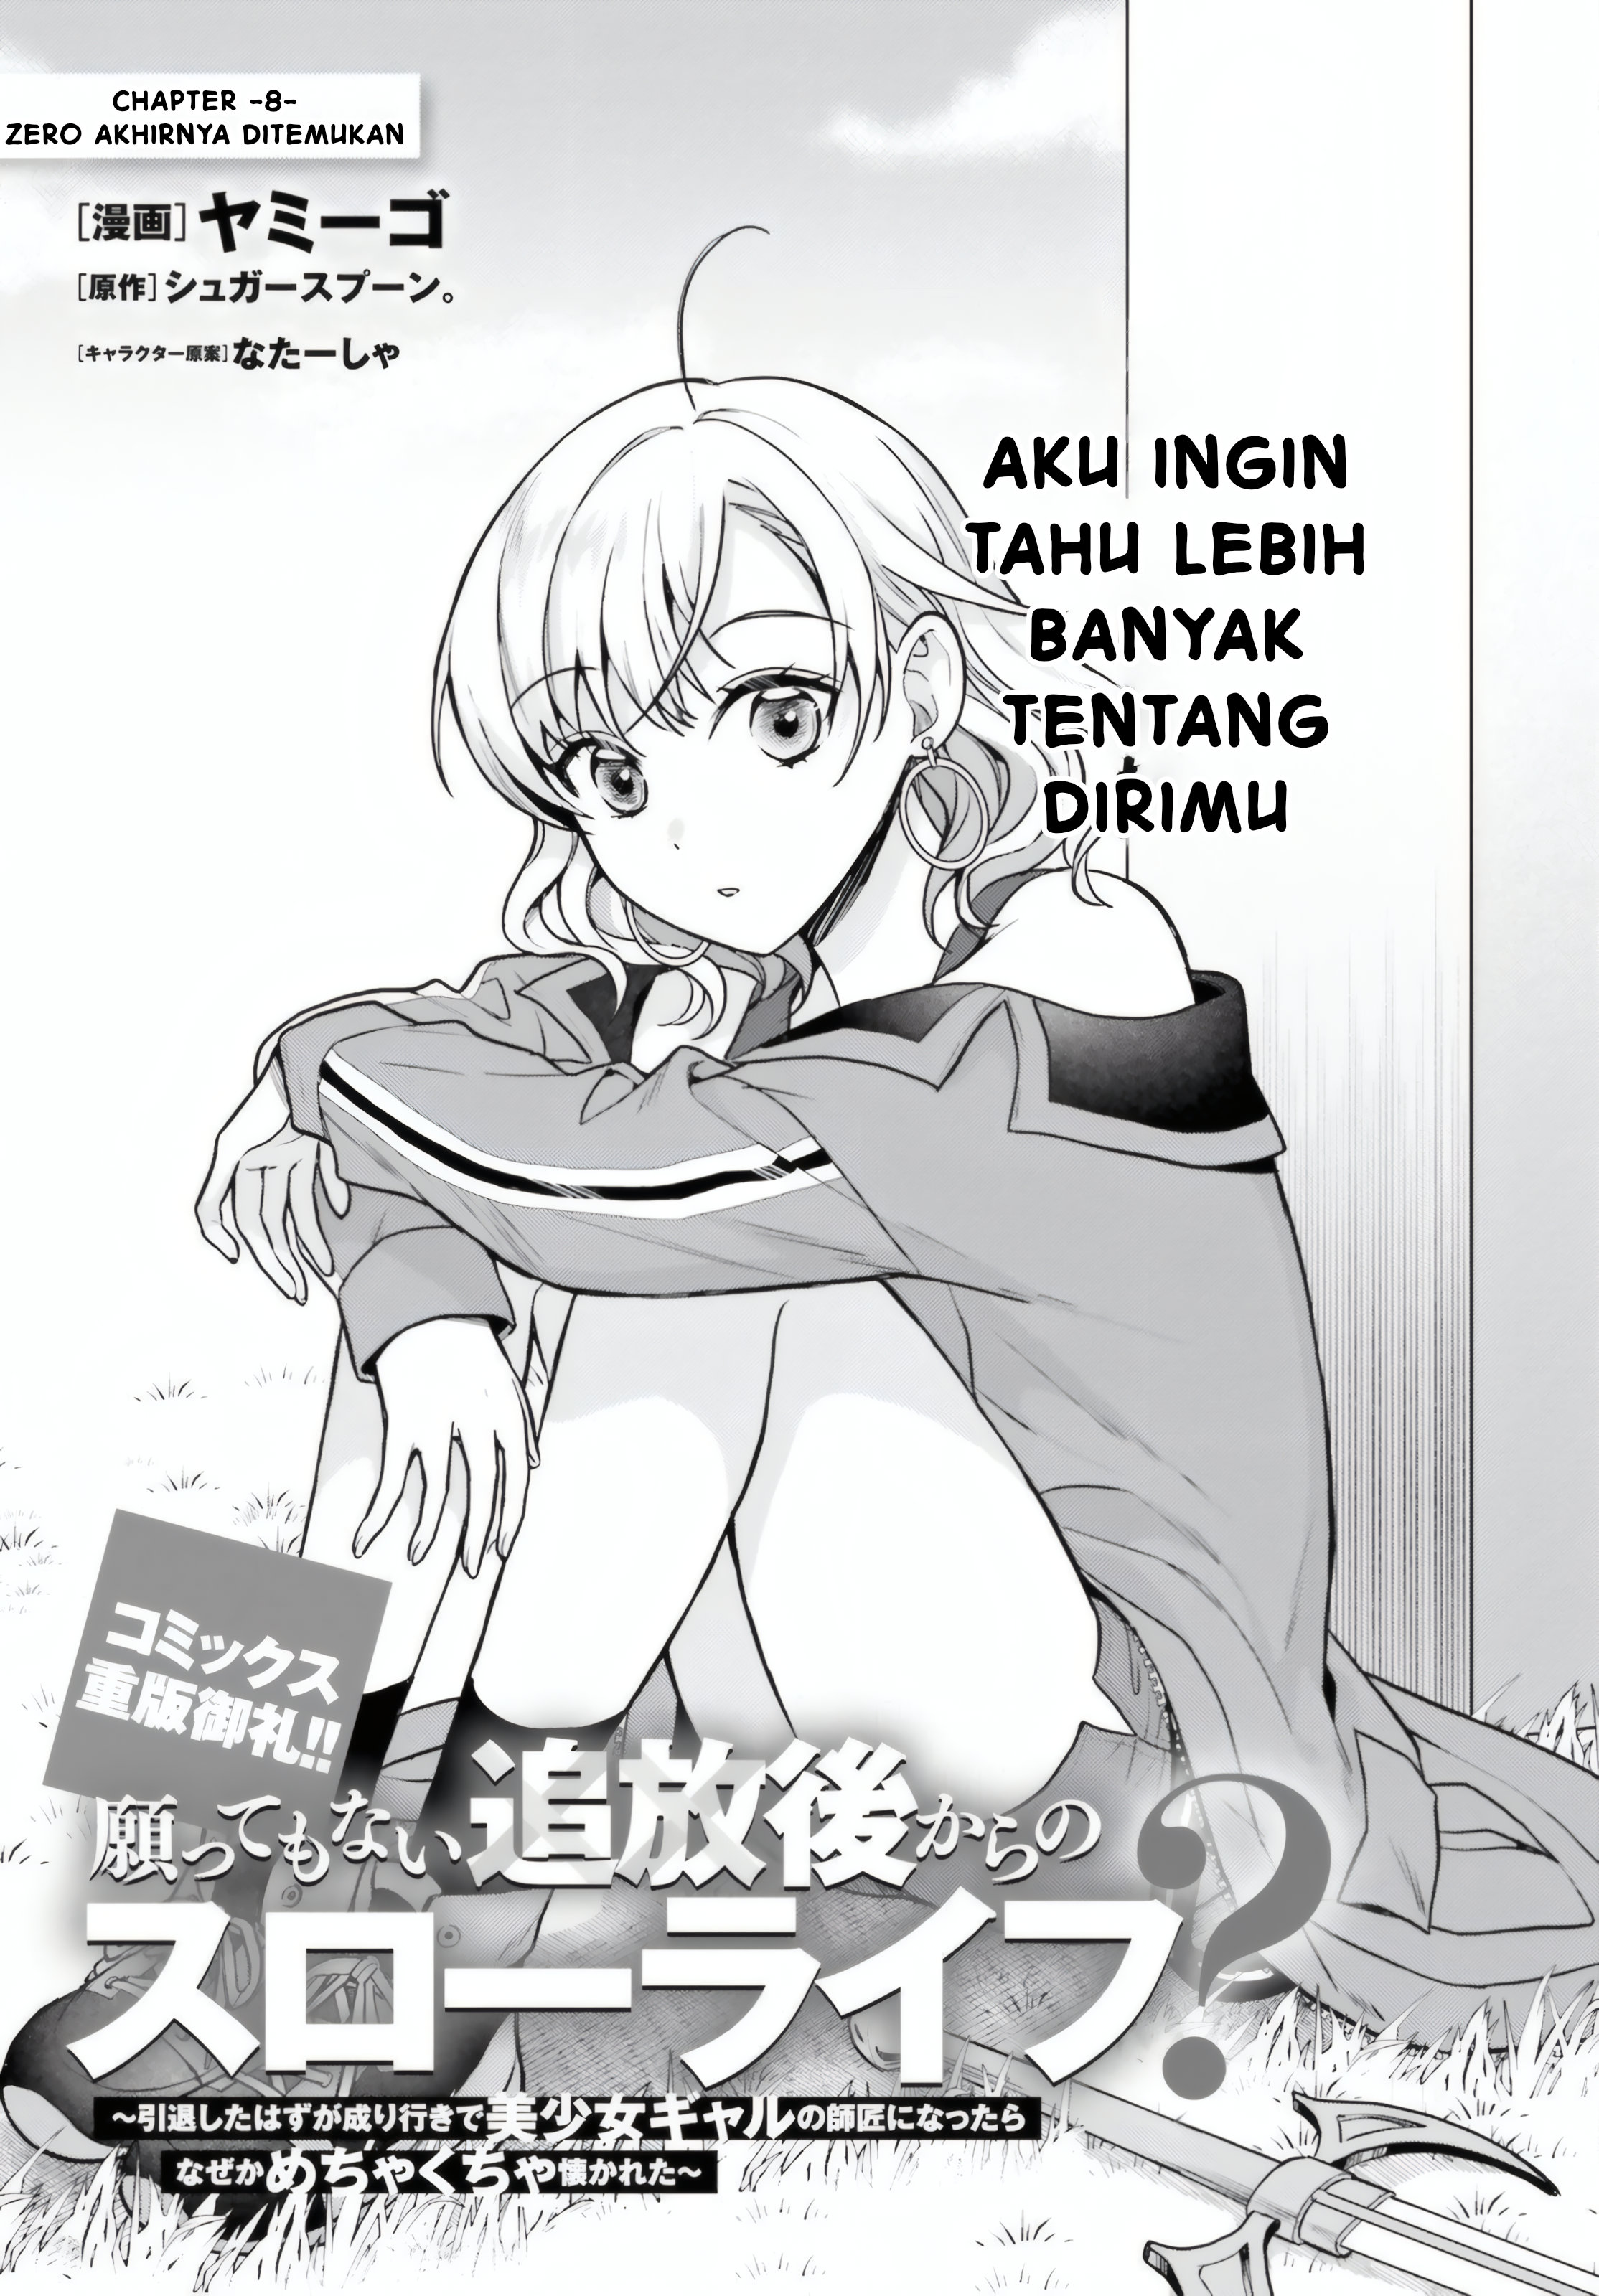 CHAPTER -8-
ZERO AKHIRNYA DITEMUKAN
[漫画]ヤミーゴ
[原作]シュガースプーン。
[キャラクター原案]なたーしゃ
AKU INGIN
TAHU LEBIH
BANYAK
TENTANG
DIRIMU
コミックス
重版御礼!!
願ってもない追放後からの
スローライフ?
~引退したはずが成り行きで美少女ギャルの師匠になったら
なぜかめちゃくちゃ懐かれた~